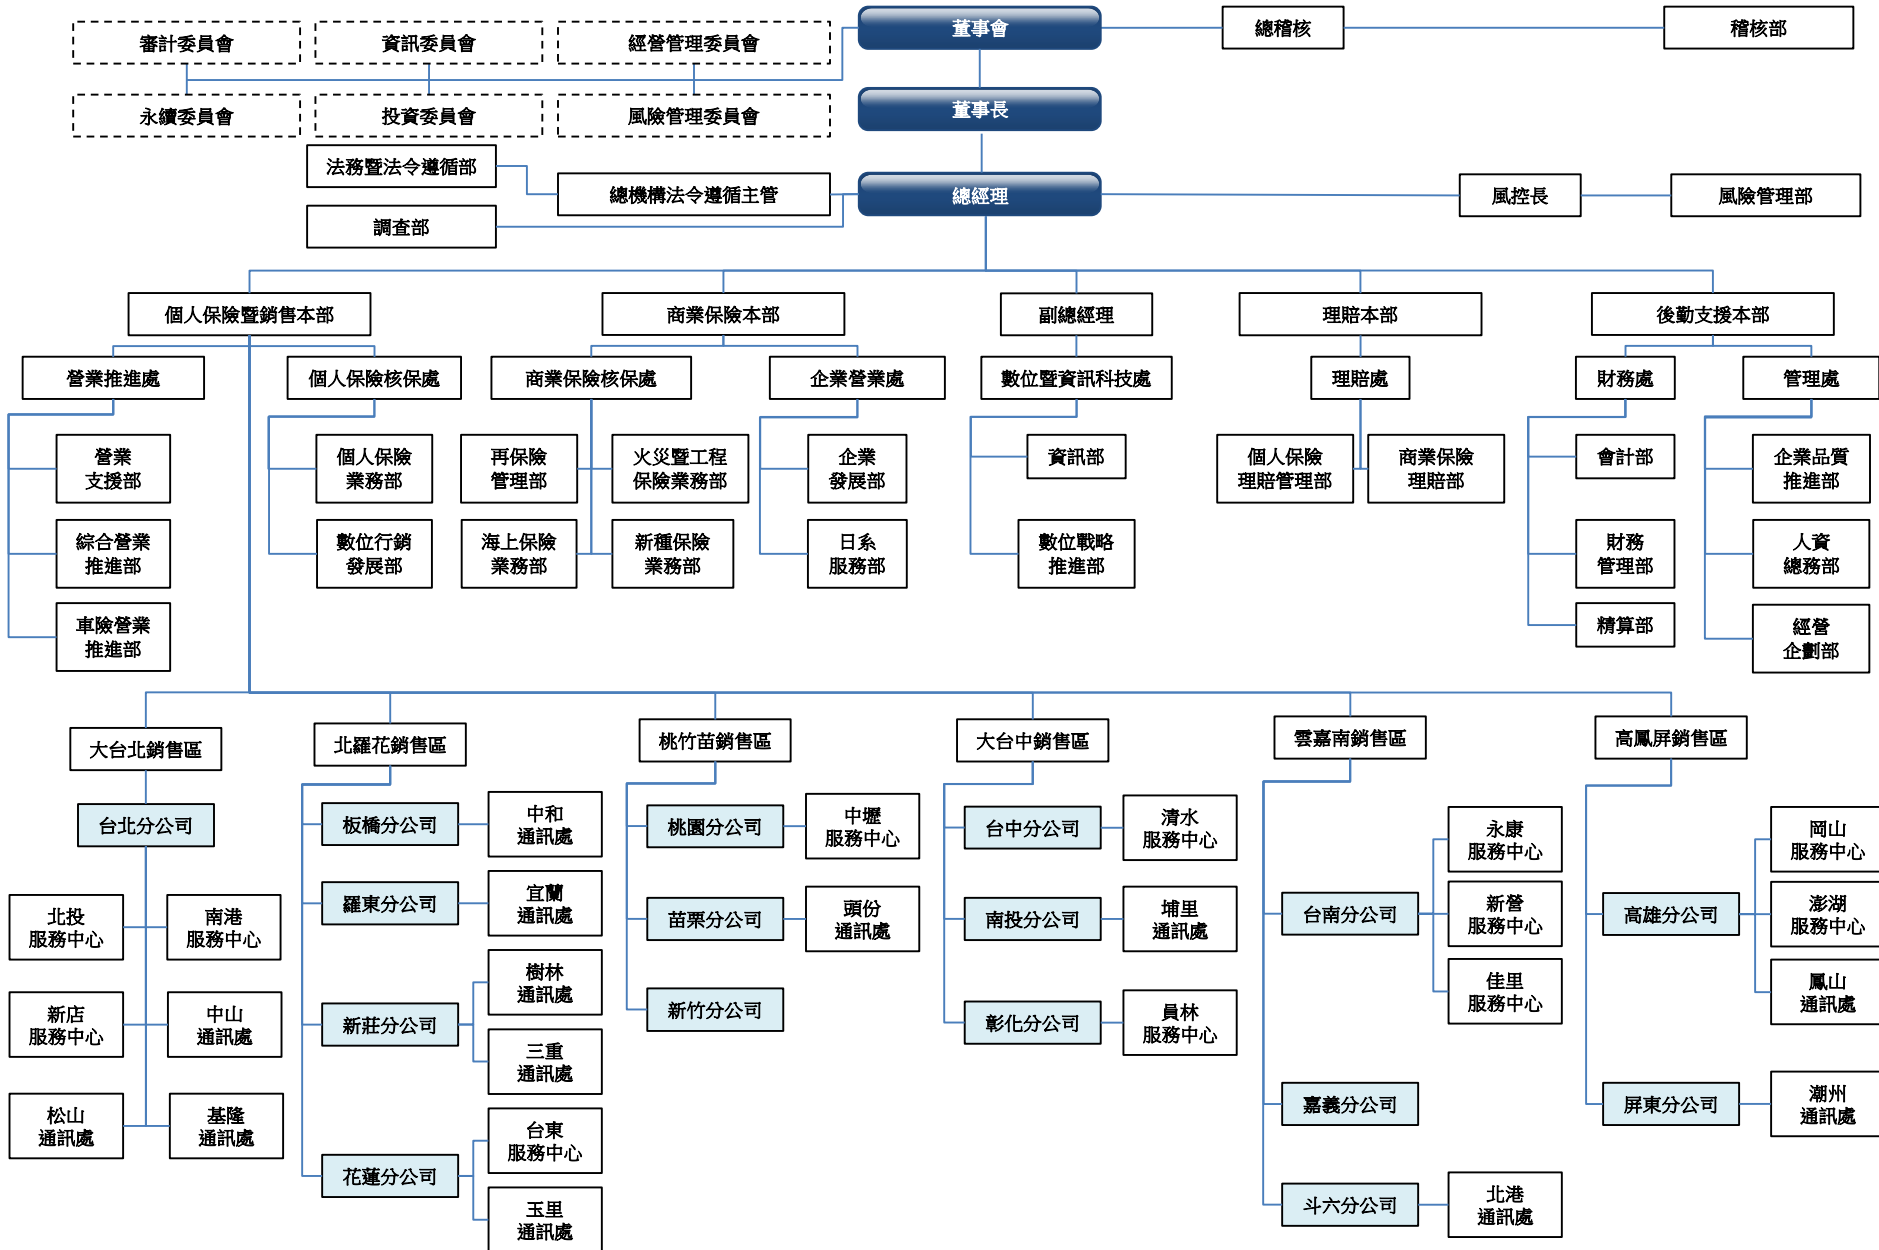 董事會
總稽核
稽核部
審計委員會
資訊委員會
經營管理委員會
董事長
永續委員會
投資委員會
風險管理委員會
法務暨法令遵循部
總機構法令遵循主管
總經理
風控長
風險管理部
調查部
個人保險暨銷售本部
商業保險本部
副總經理
理賠本部
後勤支援本部
營業推進處
個人保險核保處
商業保險核保處
企業營業處
數位暨資訊科技處
理賠處
財務處
管理處
營業
支援部
個人保險
業務部
再保險
管理部
火災暨工程
保險業務部
企業
發展部
資訊部
個人保險
理賠管理部
商業保險
理賠部
會計部
企業品質
推進部
綜合營業
推進部
數位行銷
發展部
海上保險
業務部
新種保險
業務部
日系
服務部
數位戰略
推進部
財務
管理部
人資
總務部
車險營業
推進部
精算部
經營
企劃部
大台北銷售區
北羅花銷售區
桃竹苗銷售區
大台中銷售區
雲嘉南銷售區
高鳳屏銷售區
台北分公司
北投
服務中心
南港
服務中心
新店
服務中心
中山
通訊處
松山
通訊處
基隆
通訊處
板橋分公司
中和
通訊處
羅東分公司
宜蘭
通訊處
新莊分公司
樹林
通訊處
三重
通訊處
花蓮分公司
台東
服務中心
玉里
通訊處
桃園分公司
中壢
服務中心
苗栗分公司
頭份
通訊處
新竹分公司
台中分公司
清水
服務中心
南投分公司
埔里
通訊處
彰化分公司
員林
服務中心
台南分公司
永康
服務中心
新營
服務中心
佳里
服務中心
嘉義分公司
斗六分公司
北港
通訊處
高雄分公司
岡山
服務中心
澎湖
服務中心
鳳山
通訊處
屏東分公司
潮州
通訊處